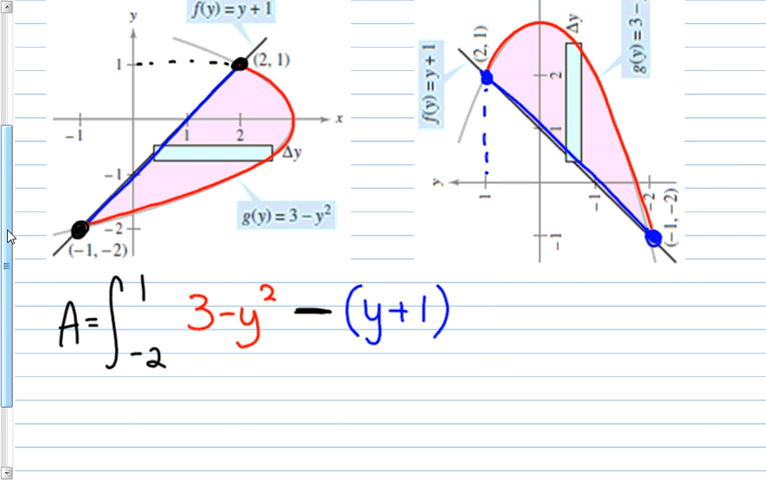 f(y) = y + 1
y
1
(2, 1)
-1
1
2
x
-1
Δy
-2
(-1, -2)
g(y) = 3 - y²
f(y) = y + 1
(2, 1)
Δy
g(y) = 3 -
2
1
y
1
-1
-2
(-1, -2)
-1
A = ∫₋₂¹ 3 - y² - (y + 1)